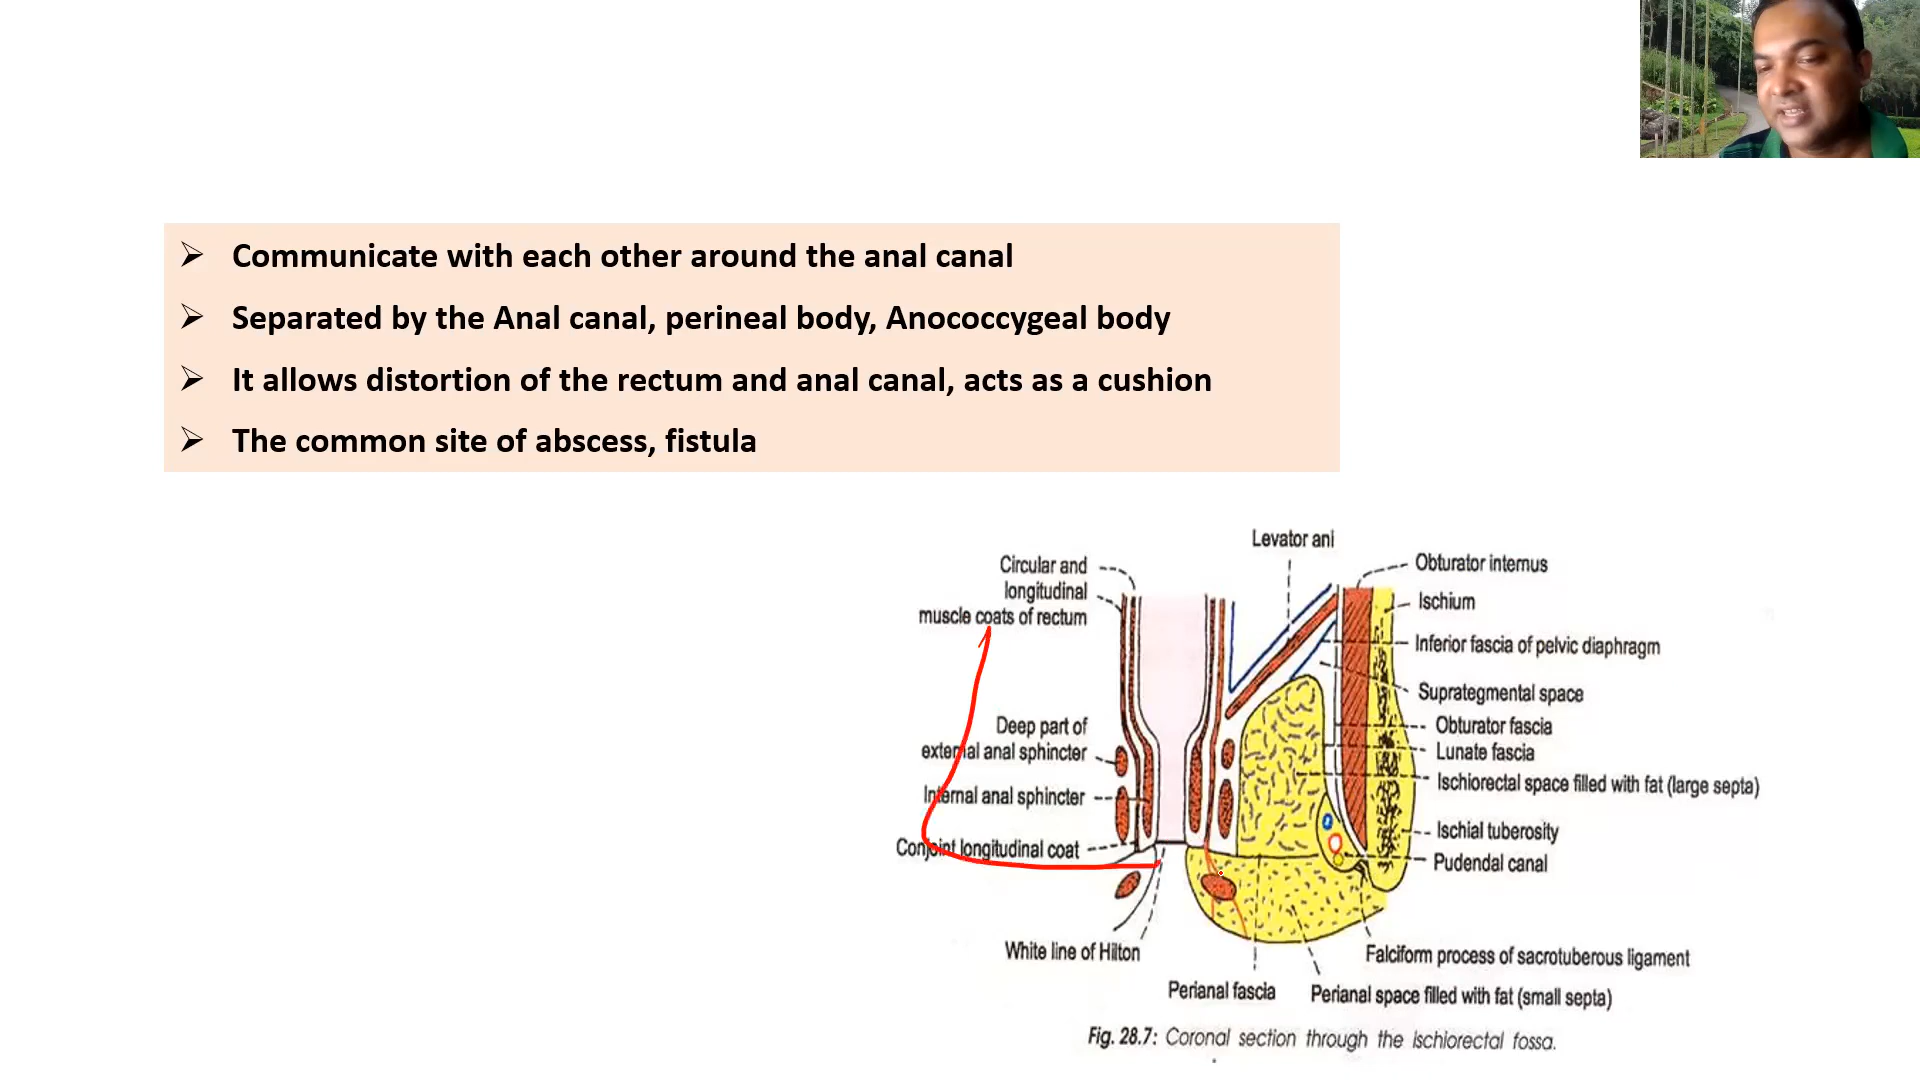 Communicate with each other around the anal canal
Separated by the Anal canal, perineal body, Anococcygeal body
It allows distortion of the rectum and anal canal, acts as a cushion
The common site of abscess, fistula
Levator ani
Circular and
longitudinal
muscle coats of rectum
Deep part of
external anal sphincter
Internal anal sphincter
Conjoint longitudinal coat
White line of Hilton
Perianal fascia
Obturator internus
Ischium
Inferior fascia of pelvic diaphragm
Suprategmental space
Obturator fascia
Lunate fascia
Ischiorectal space filled with fat (large septa)
Ischial tuberosity
Pudendal canal
Falciform process of sacrotuberous ligament
Perianal space filled with fat (small septa)
Fig. 28.7: Coronal section through the ischiorectal fossa.